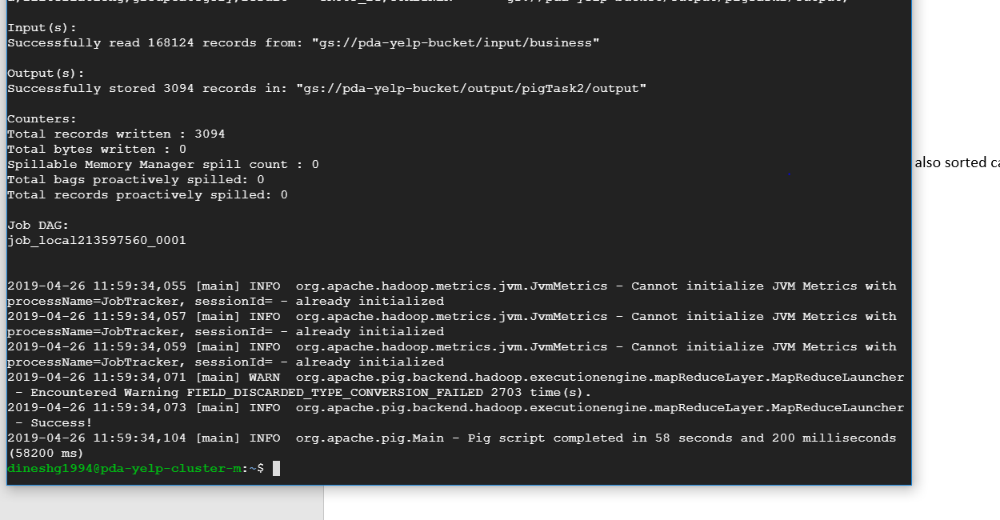 Input(s):
Successfully read 168124 records from: "gs://pda-yelp-bucket/input/business"
Output(s):
Successfully stored 3094 records in: "gs://pda-yelp-bucket/output/pigTask2/output"
Counters:
Total records written : 3094
Total bytes written : 0
Spillable Memory Manager spill count : 0
Total bags proactively spilled: 0
Total records proactively spilled: 0
also sorted
Job DAG:
job_local213597560_0001
2019-04-26 11:59:34,055 [main] INFO  org.apache.hadoop.metrics.jvm.JvmMetrics - Cannot initialize JVM Metrics with
processName=JobTracker, sessionId= - already initialized
2019-04-26 11:59:34,057 [main] INFO  org.apache.hadoop.metrics.jvm.JvmMetrics - Cannot initialize JVM Metrics with
processName=JobTracker, sessionId= - already initialized
2019-04-26 11:59:34,059 [main] INFO  org.apache.hadoop.metrics.jvm.JvmMetrics - Cannot initialize JVM Metrics with
processName=JobTracker, sessionId= - already initialized
2019-04-26 11:59:34,071 [main] WARN  org.apache.pig.backend.hadoop.executionengine.mapReduceLayer.MapReduceLauncher
- Encountered Warning FIELD_DISCARDED_TYPE_CONVERSION_FAILED 2703 time(s).
2019-04-26 11:59:34,073 [main] INFO  org.apache.pig.backend.hadoop.executionengine.mapReduceLayer.MapReduceLauncher
- Success!
2019-04-26 11:59:34,104 [main] INFO  org.apache.pig.Main - Pig script completed in 58 seconds and 200 milliseconds
(58200 ms)
dineshg1994@pda-yelp-cluster-m:~$